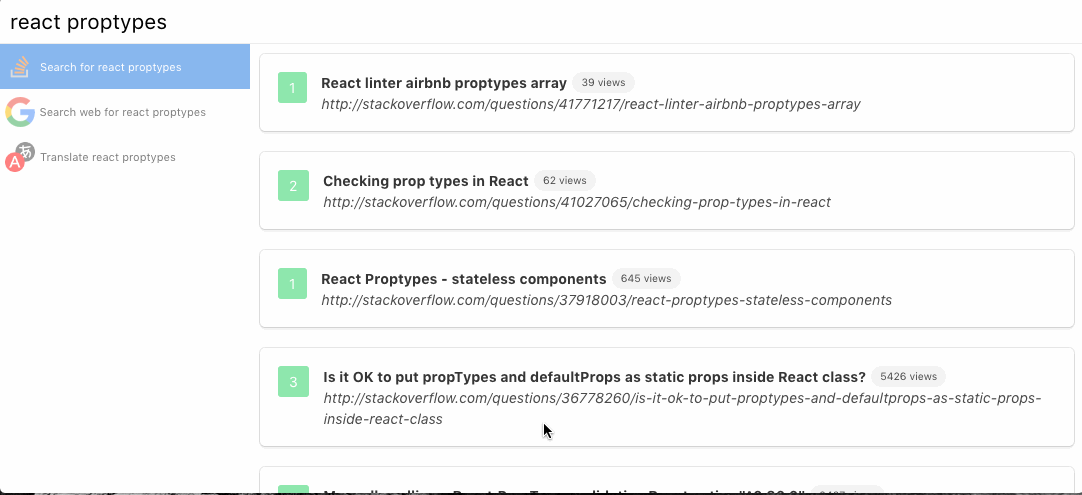 react proptypes
Search for react proptypes
Search web for react proptypes
Translate react proptypes
A
1
React linter airbnb proptypes array 39 views
http://stackoverflow.com/questions/41771217/react-linter-airbnb-proptypes-array
2
Checking prop types in React 62 views
http://stackoverflow.com/questions/41027065/checking-prop-types-in-react
1
React Proptypes - stateless components 645 views
http://stackoverflow.com/questions/37918003/react-proptypes-stateless-components
3
Is it OK to put propTypes and defaultProps as static props inside React class? 5426 views
http://stackoverflow.com/questions/36778260/is-it-ok-to-put-proptypes-and-defaultprops-as-static-props-
inside-react-class